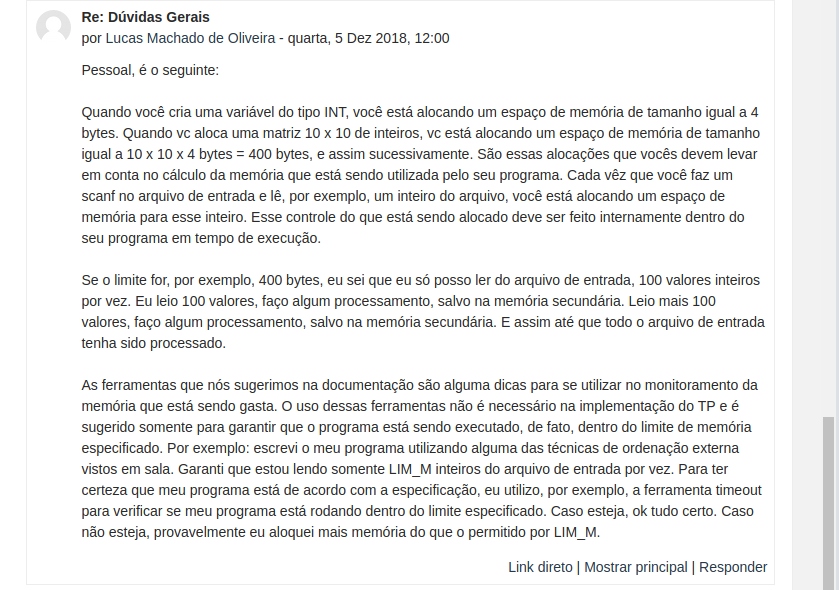 Re: Dúvidas Gerais
por Lucas Machado de Oliveira - quarta, 5 Dez 2018, 12:00
Pessoal, é o seguinte:
Quando você cria uma variável do tipo INT, você está alocando um espaço de memória de tamanho igual a 4
bytes. Quando vc aloca uma matriz 10 x 10 de inteiros, vc está alocando um espaço de memória de tamanho
igual a 10 x 10 x 4 bytes = 400 bytes, e assim sucessivamente. São essas alocações que vocês devem levar
em conta no cálculo da memória que está sendo utilizada pelo seu programa. Cada vêz que você faz um
scanf no arquivo de entrada e lê, por exemplo, um inteiro do arquivo, você está alocando um espaço de
memória para esse inteiro. Esse controle do que está sendo alocado deve ser feito internamente dentro do
seu programa em tempo de execução.
Se o limite for, por exemplo, 400 bytes, eu sei que eu só posso ler do arquivo de entrada, 100 valores inteiros
por vez. Eu leio 100 valores, faço algum processamento, salvo na memória secundária. Leio mais 100
valores, faço algum processamento, salvo na memória secundária. E assim até que todo o arquivo de entrada
tenha sido processado.
As ferramentas que nós sugerimos na documentação são alguma dicas para se utilizar no monitoramento da
memória que está sendo gasta. O uso dessas ferramentas não é necessário na implementação do TP e é
sugerido somente para garantir que o programa está sendo executado, de fato, dentro do limite de memória
especificado. Por exemplo: escrevi o meu programa utilizando alguma das técnicas de ordenação externa
vistos em sala. Garanti que estou lendo somente LIM_M inteiros do arquivo de entrada por vez. Para ter
certeza que meu programa está de acordo com a especificação, eu utilizo, por exemplo, a ferramenta timeout
para verificar se meu programa está rodando dentro do limite especificado. Caso esteja, ok tudo certo. Caso
não esteja, provavelmente eu aloquei mais memória do que o permitido por LIM_M.
Link direto | Mostrar principal | Responder